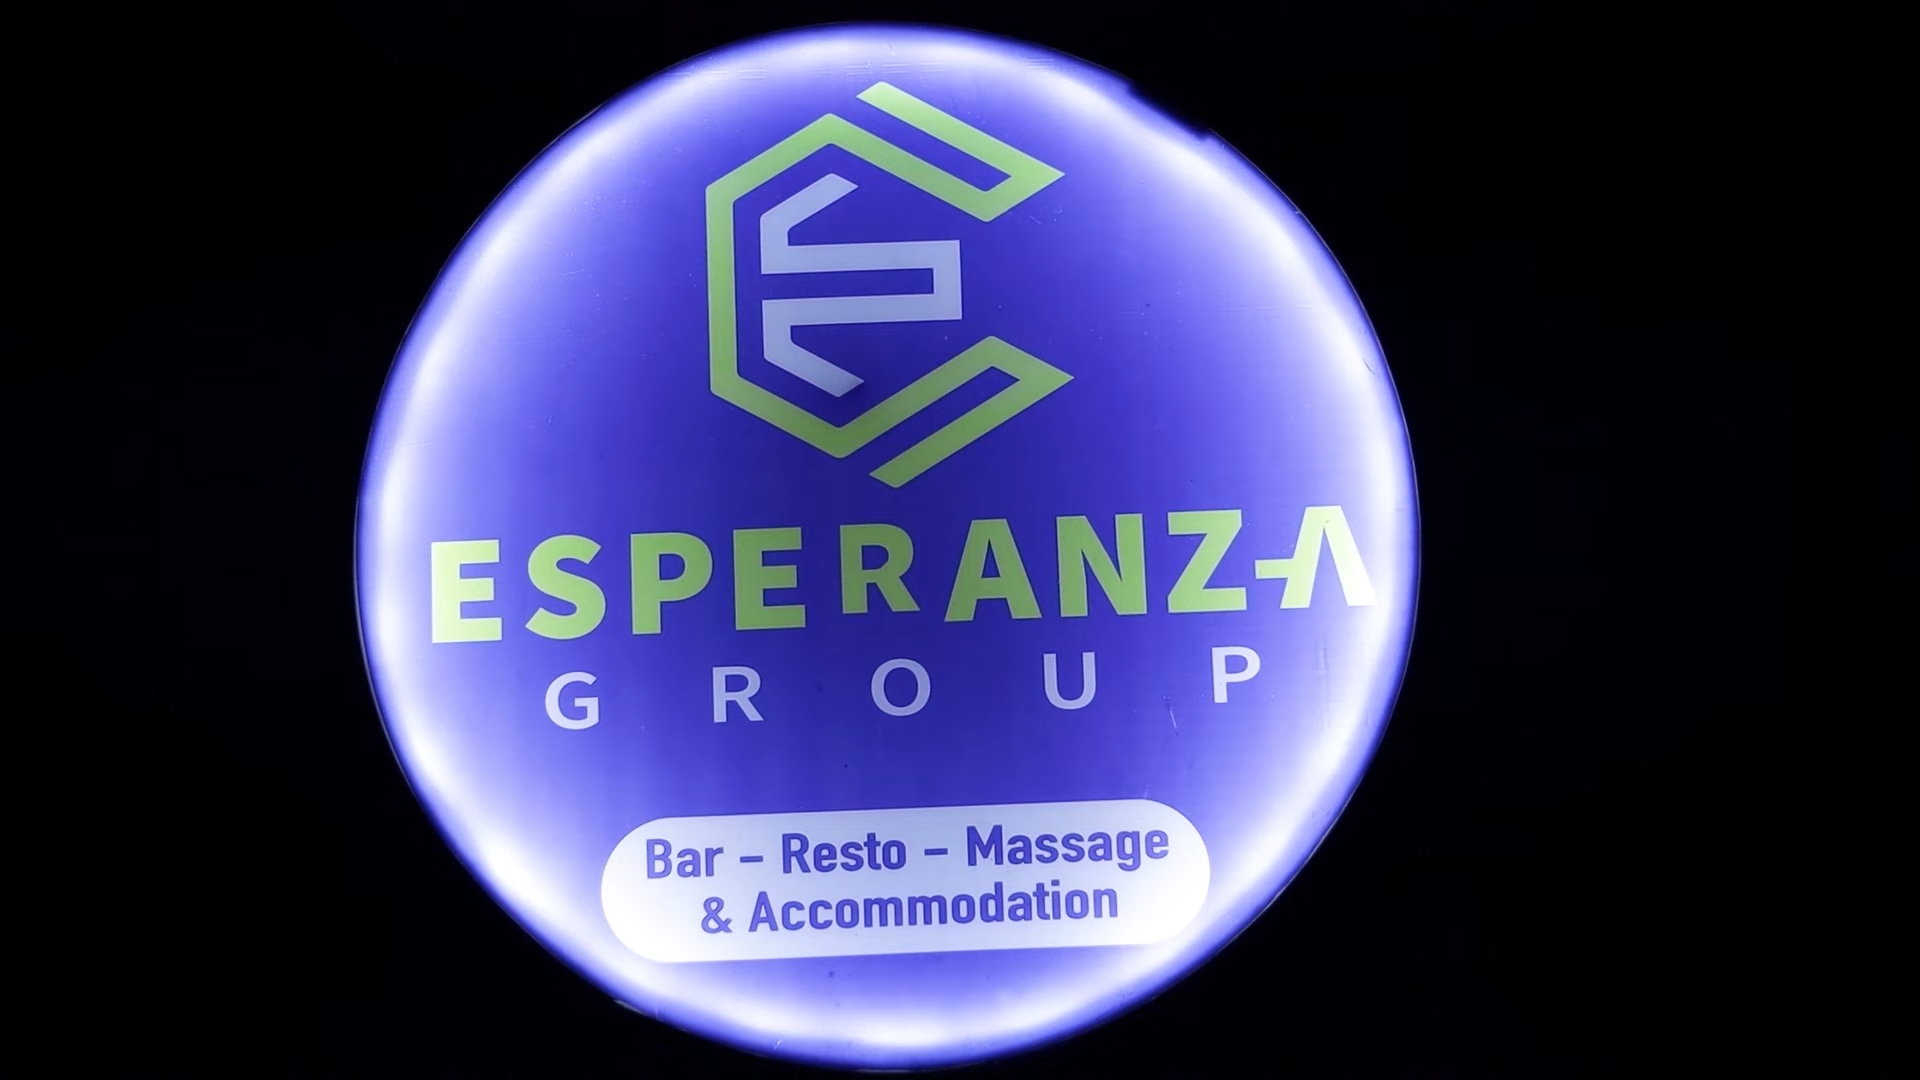 ESPERANZA
GROUP
Bar – Resto – Massage
& Accommodation